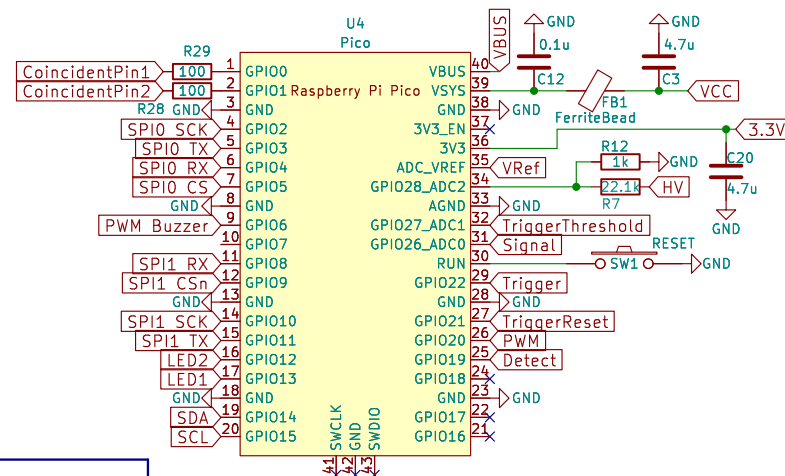 U4
Pico
VBUS
GND
GND
0.1u
4.7u
C12
C3
FB1
FerriteBead
VCC
R29
CoincidentPin1
100
1
GPIO0
VBUS
40
CoincidentPin2
100
2
GPIO1
Raspberry Pi Pico
VSYS
39
R28
GND
3
GND
GND
38
GND
SPI0 SCK
4
GPIO2
3V3_EN
37
SPI0 TX
5
GPIO3
3V3
36
3.3V
SPI0 RX
6
GPIO4
ADC_VREF
35
VRef
R12
1k
GND
C20
4.7u
GND
SPI0 CS
7
GPIO5
GPIO28_ADC2
34
22.1k
HV
R7
GND
8
GND
AGND
33
GND
PWM Buzzer
9
GPIO6
GPIO27_ADC1
32
TriggerThreshold
10
GPIO7
GPIO26_ADC0
31
Signal
SPI1 RX
11
GPIO8
RUN
30
RESET
SW1
GND
SPI1 CSn
12
GPIO9
GPIO22
29
Trigger
GND
13
GND
GND
28
GND
SPI1 SCK
14
GPIO10
GPIO21
27
TriggerReset
SPI1 TX
15
GPIO11
GPIO20
26
PWM
LED2
16
GPIO12
GPIO19
25
Detect
LED1
17
GPIO13
GPIO18
24
GND
18
GND
GND
23
GND
SDA
19
GPIO14
GPIO17
22
SCL
20
GPIO15
GPIO16
21
SWCLK
GND
SWDIO
41
42
43